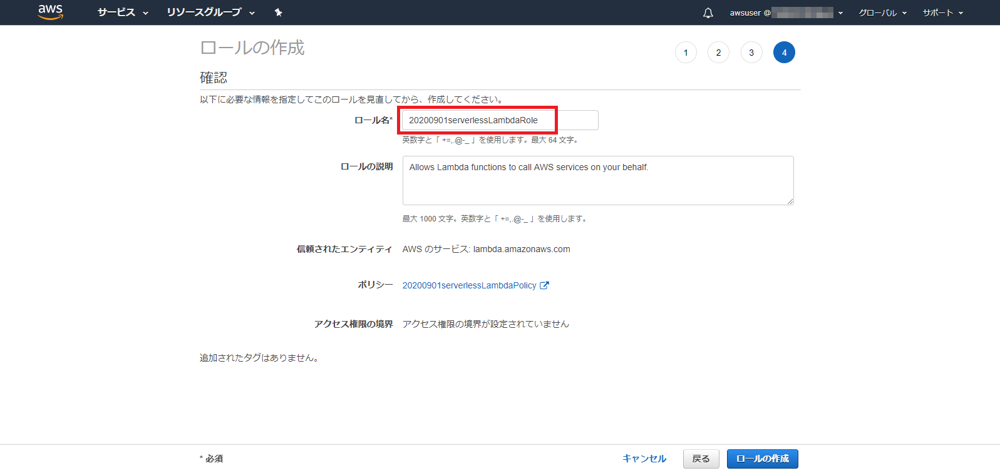 aws サービス リソースグループ awsuser @ グローバル サポート
ロールの作成
1 2 3 4
確認
以下に必要な情報を指定してこのロールを見直してから、作成してください。
ロール名* 20200901serverlessLambdaRole
英数字と「 +=,.@-_ 」を使用します。最大 64 文字。
ロールの説明 Allows Lambda functions to call AWS services on your behalf.
最大 1000 文字。英数字と「 +=,.@-_ 」を使用します。
信頼されたエンティティ AWS のサービス: lambda.amazonaws.com
ポリシー 20200901serverlessLambdaPolicy
アクセス権限の境界 アクセス権限の境界が設定されていません
追加されたタグはありません。
* 必須 キャンセル 戻る ロールの作成